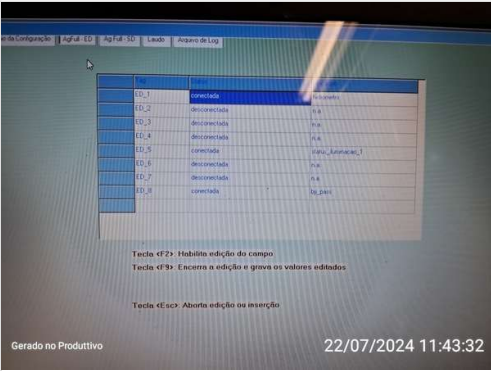 da Configuração AgFull - ED AgFull - SD Laudo Arquivo de Log
ED_1 conectada
ED_2 desconectada n.a.
ED_3 desconectada n.a.
ED_4 desconectada n.a.
ED_5 conectada
ED_6 desconectada n.a.
ED_7 desconectada n.a.
ED_8 conectada by_pass
Tecla <F2>: Habilita edição do campo
Tecla <F9>: Encerra a edição e grava os valores editados
Tecla <Esc>: Aborta edição ou inserção
Gerado no Produttivo
22/07/2024 11:43:32